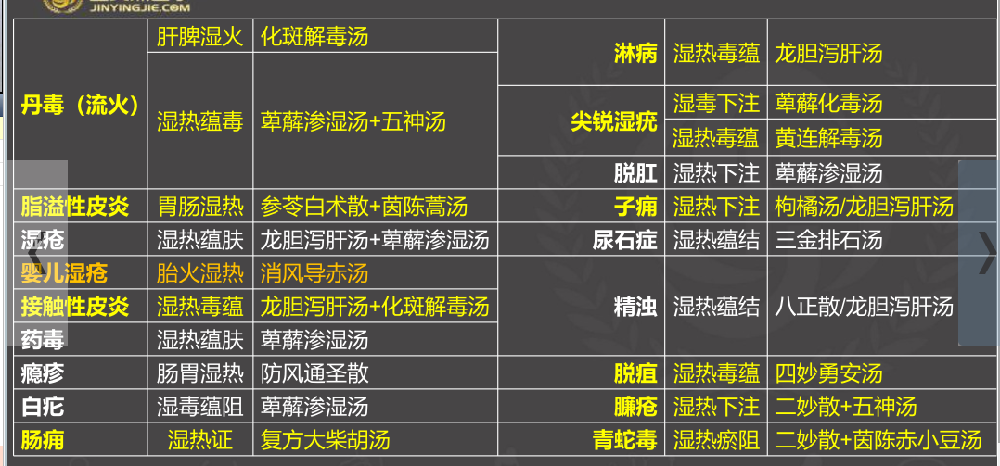 JINYINGJIE.COM
丹毒（流火） 肝脾湿火 化斑解毒汤
湿热蕴毒 萆薢渗湿汤+五神汤
脂溢性皮炎 胃肠湿热 参苓白术散+茵陈蒿汤
湿疮 湿热蕴肤 龙胆泻肝汤+萆薢渗湿汤
婴儿湿疮 胎火湿热 消风导赤汤
接触性皮炎 湿热毒蕴 龙胆泻肝汤+化斑解毒汤
药毒 湿热蕴肤 萆薢渗湿汤
瘾疹 肠胃湿热 防风通圣散
白疕 湿毒蕴阻 萆薢渗湿汤
肠痈 湿热证 复方大柴胡汤
淋病 湿热毒蕴 龙胆泻肝汤
尖锐湿疣 湿毒下注 萆薢化毒汤
湿热毒蕴 黄连解毒汤
脱肛 湿热下注 萆薢渗湿汤
子痈 湿热下注 枸橘汤/龙胆泻肝汤
尿石症 湿热蕴结 三金排石汤
精浊 湿热蕴结 八正散/龙胆泻肝汤
脱疽 湿热毒蕴 四妙勇安汤
臁疮 湿热下注 二妙散+五神汤
青蛇毒 湿热瘀阻 二妙散+茵陈赤小豆汤